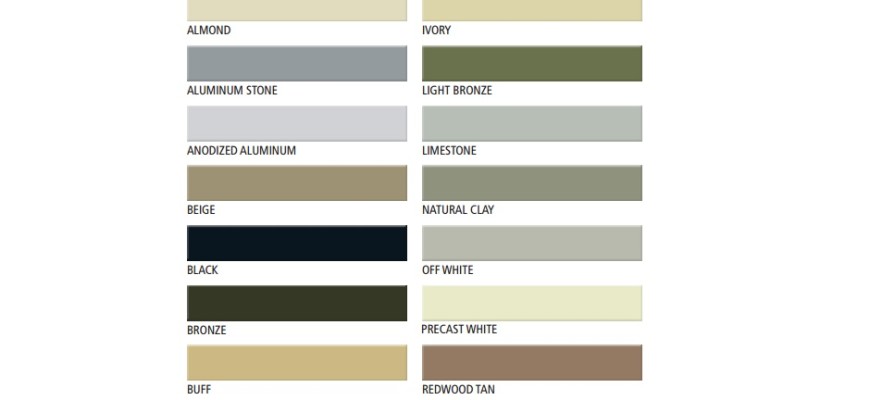 ALMOND
IVORY
ALUMINUM STONE
LIGHT BRONZE
ANODIZED ALUMINUM
LIMESTONE
BEIGE
NATURAL CLAY
BLACK
OFF WHITE
BRONZE
PRECAST WHITE
BUFF
REDWOOD TAN